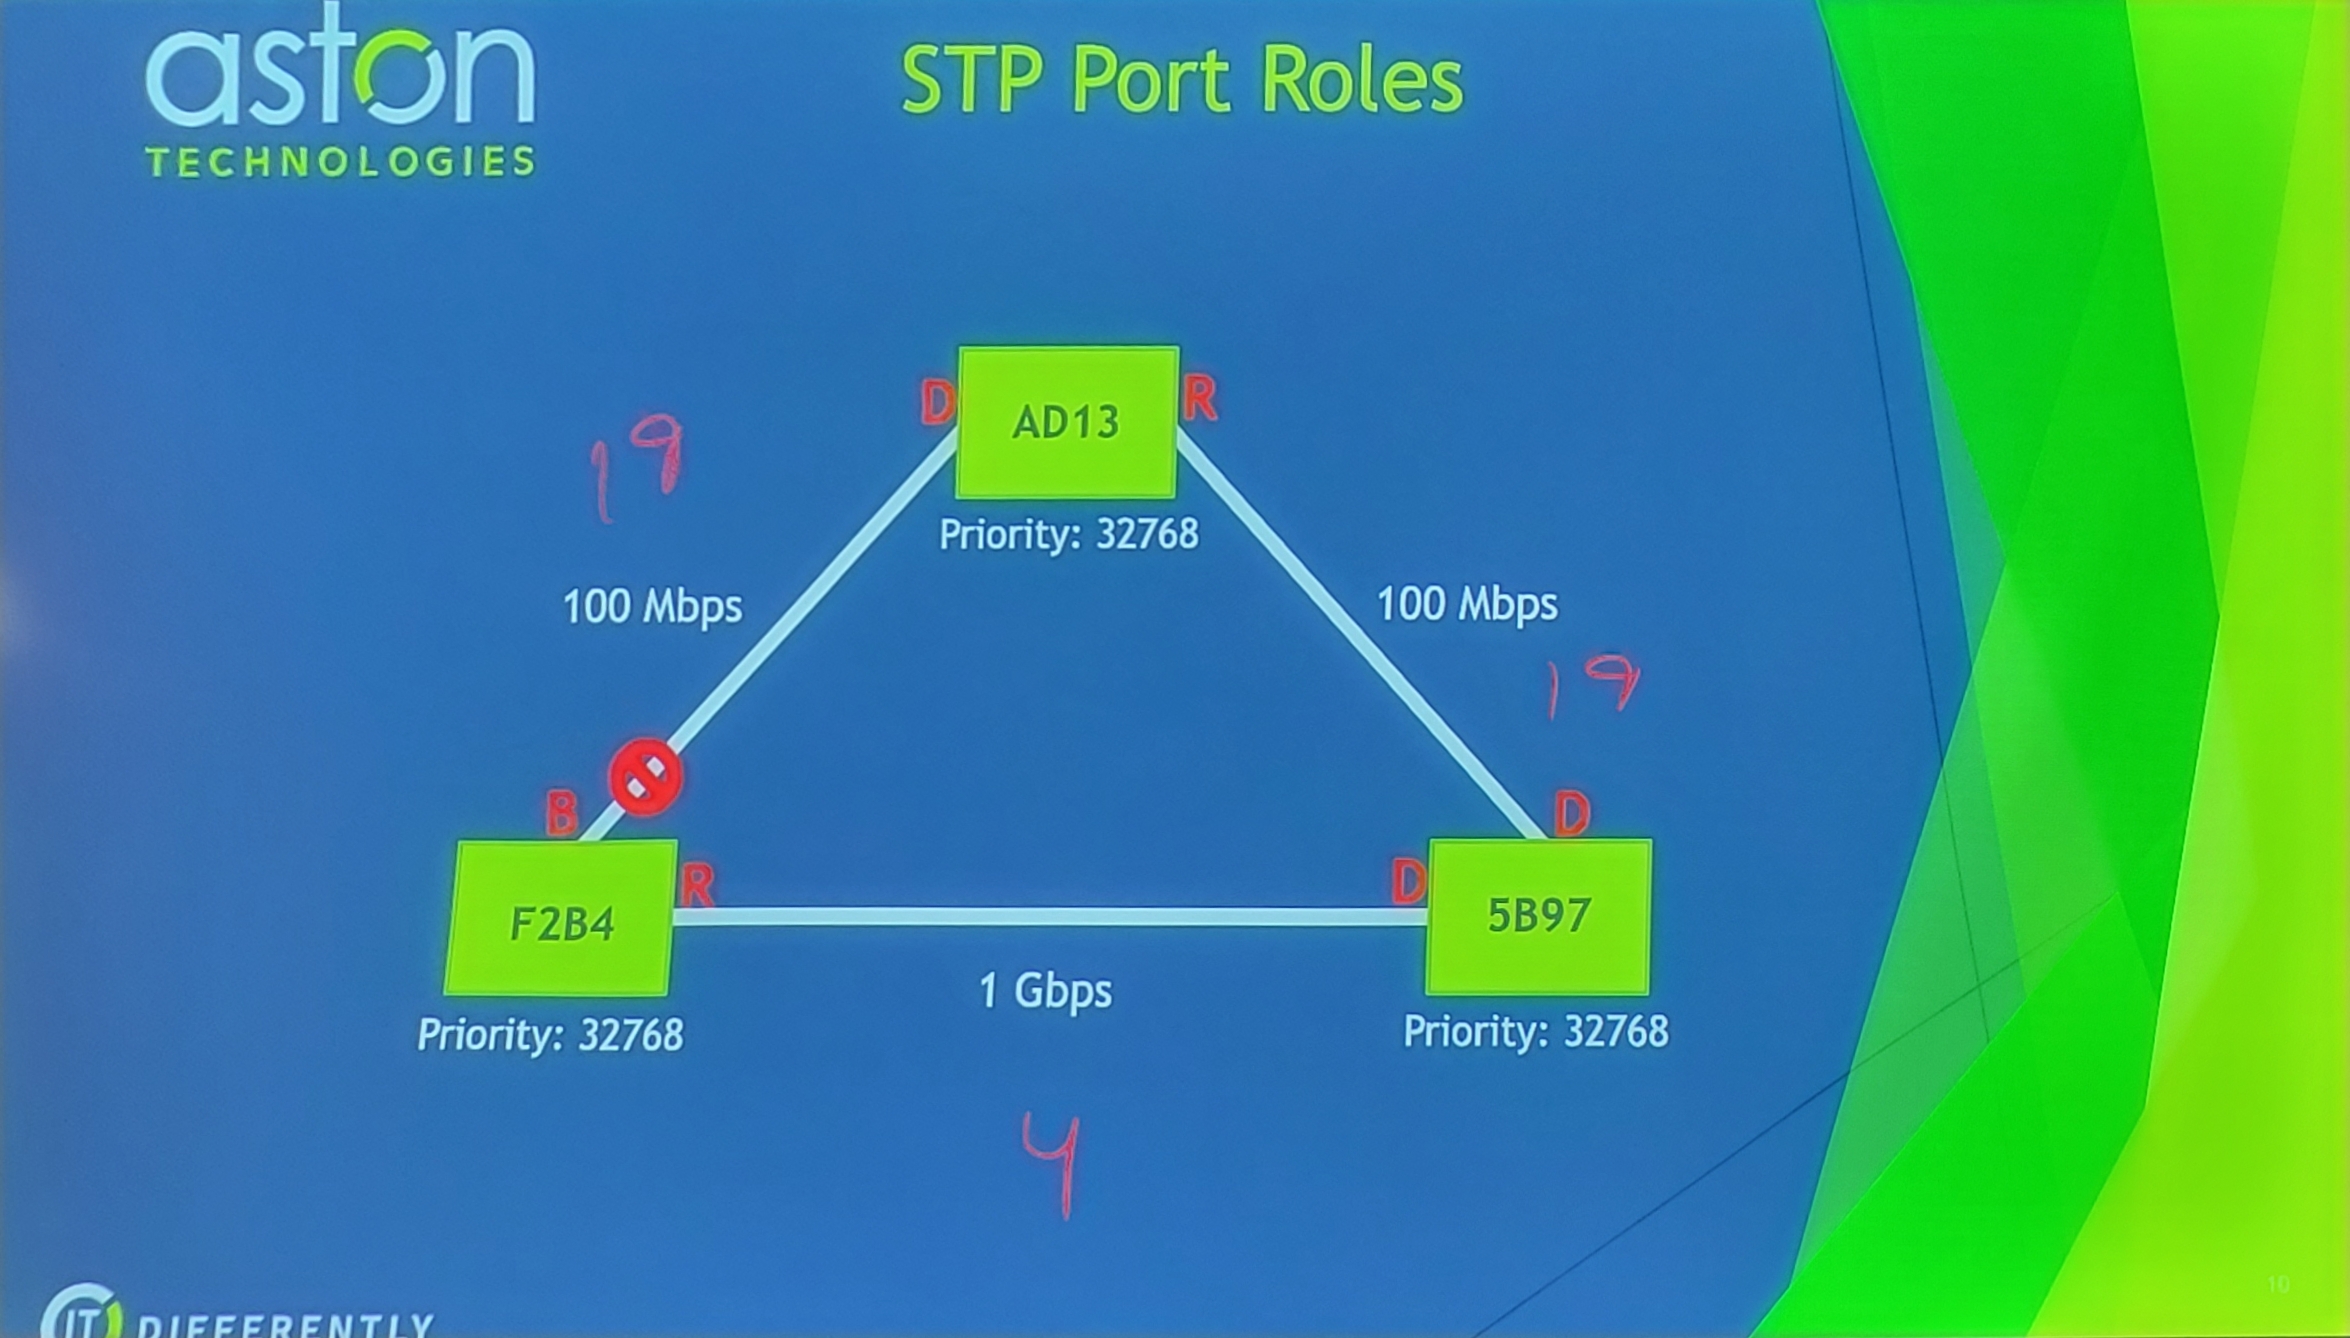 aston
TECHNOLOGIES
STP Port Roles
D
AD13
R
19
Priority: 32768
100 Mbps
100 Mbps
19
B
D
F2B4
R
D
5B97
1 Gbps
Priority: 32768
Priority: 32768
4
IT DIFFERENTLY
10